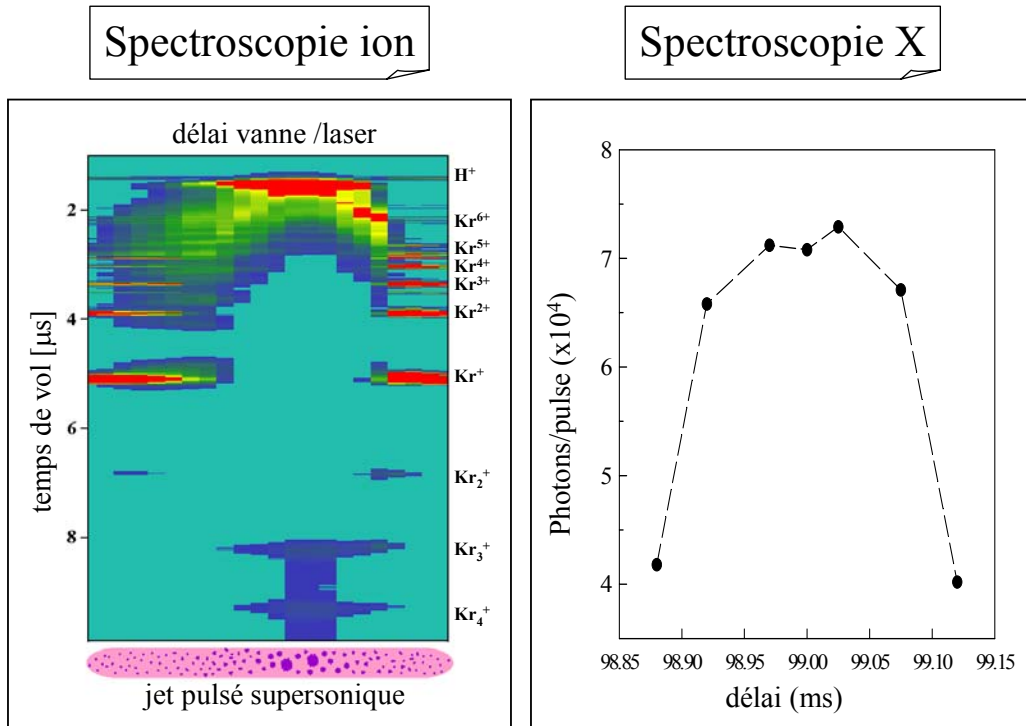 Spectroscopie ion
Spectroscopie X
délai vanne /laser
temps de vol [µs]
2
4
6
8
H⁺
Kr⁶⁺
Kr⁵⁺
Kr⁴⁺
Kr³⁺
Kr²⁺
Kr⁺
Kr₂⁺
Kr₃⁺
Kr₄⁺
jet pulsé supersonique
Photons/pulse (x10⁴)
8
7
6
5
4
98.85 98.90 98.95 99.00 99.05 99.10 99.15
délai (ms)